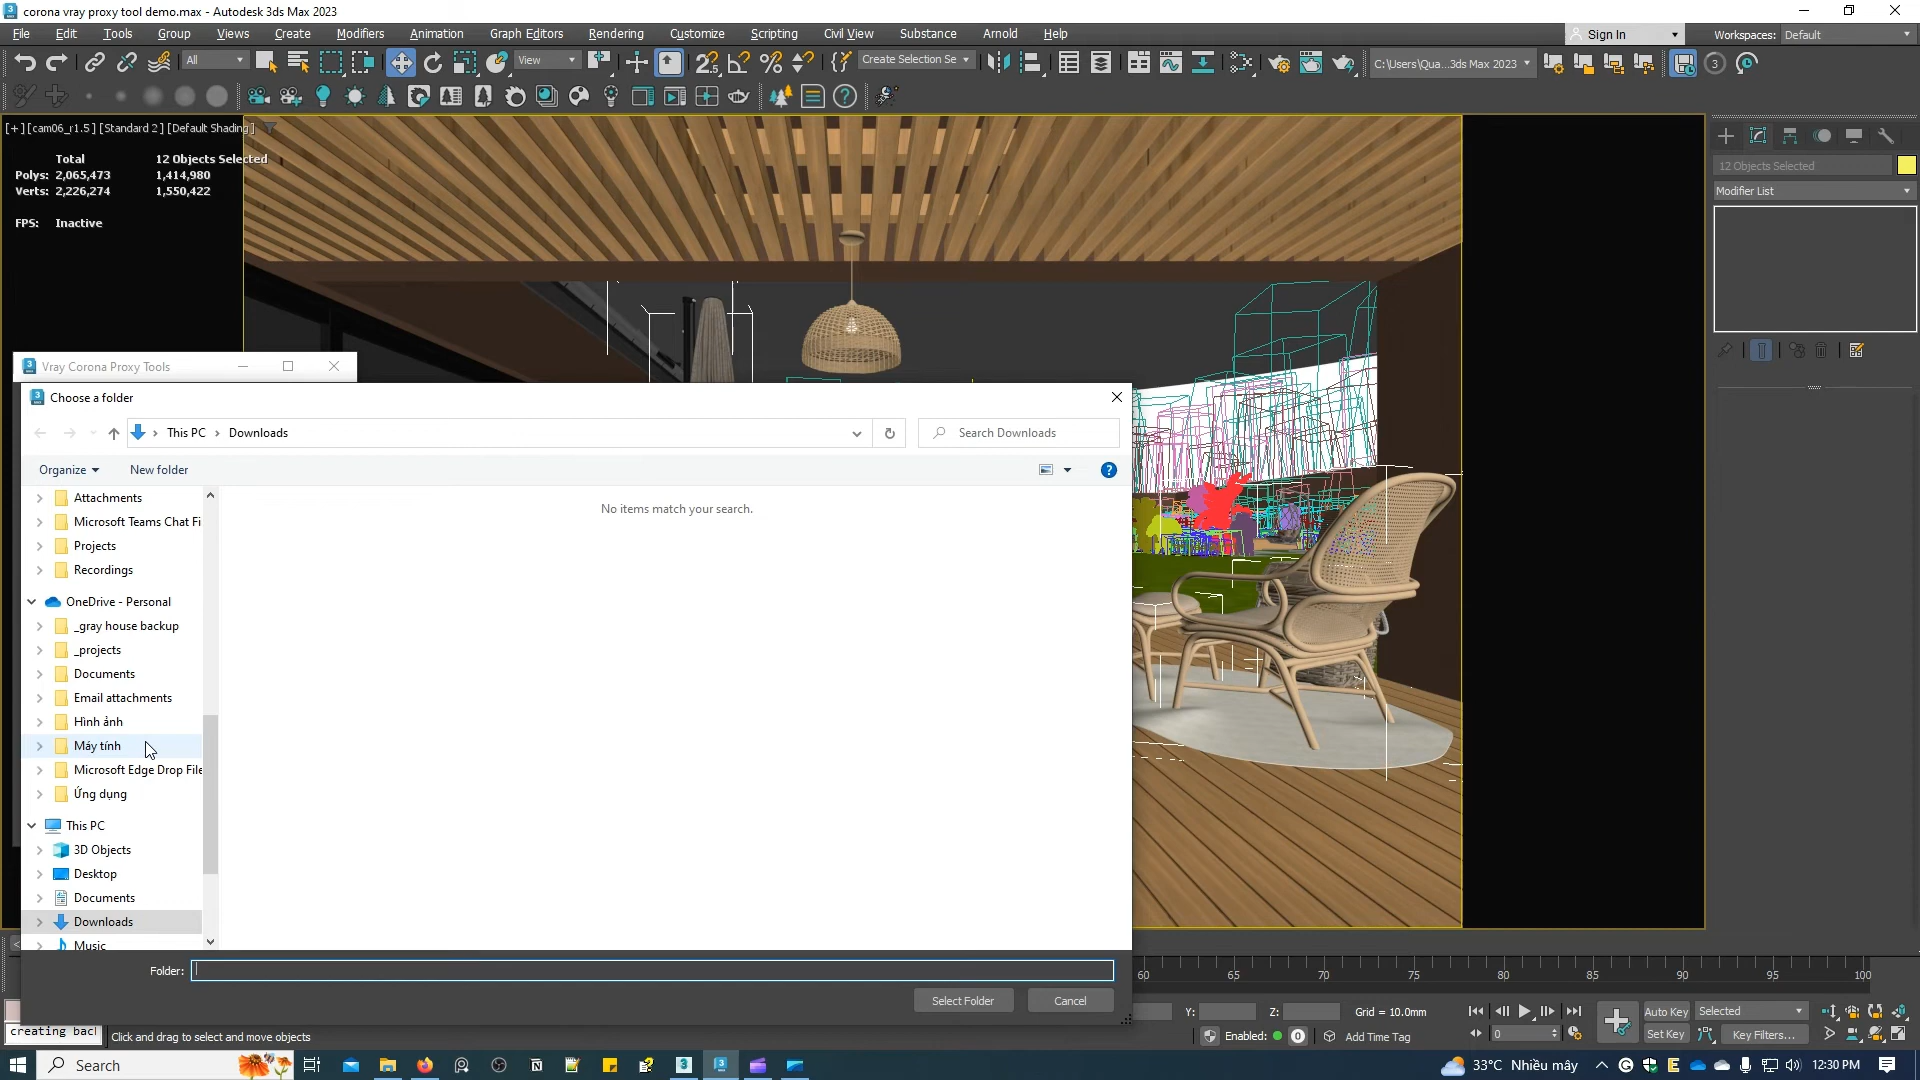 corona vray proxy tool demo.max - Autodesk 3ds Max 2023
File Edit Tools Group Views Create Modifiers Animation Graph Editors Rendering Customize Scripting Civil View Substance Arnold Help
Sign In
Workspaces: Default
All
View
Create Selection Se
C:\Users\Qua...3ds Max 2023
3
[+] [cam06_r1.5] [Standard 2] [Default Shading]
Total 12 Objects Selected
Polys: 2,065,473 1,414,980
Verts: 2,226,274 1,550,422
FPS: Inactive
12 Objects Selected
Modifier List
Vray Corona Proxy Tools
Choose a folder
This PC > Downloads
Search Downloads
Organize
New folder
No items match your search.
Attachments
Microsoft Teams Chat Fi
Projects
Recordings
OneDrive - Personal
_gray house backup
_projects
Documents
Email attachments
Hình ảnh
Máy tính
Microsoft Edge Drop File
Ứng dụng
This PC
3D Objects
Desktop
Documents
Downloads
Music
Folder:
Select Folder
Cancel
60 65 70 75 80 85 90 95 100
Y:
Z:
Grid = 10.0mm
Auto Key
Selected
creating bacl
Click and drag to select and move objects
Enabled:
0
Add Time Tag
0
Set Key
Key Filters...
Search
33°C Nhiều mây
12:30 PM